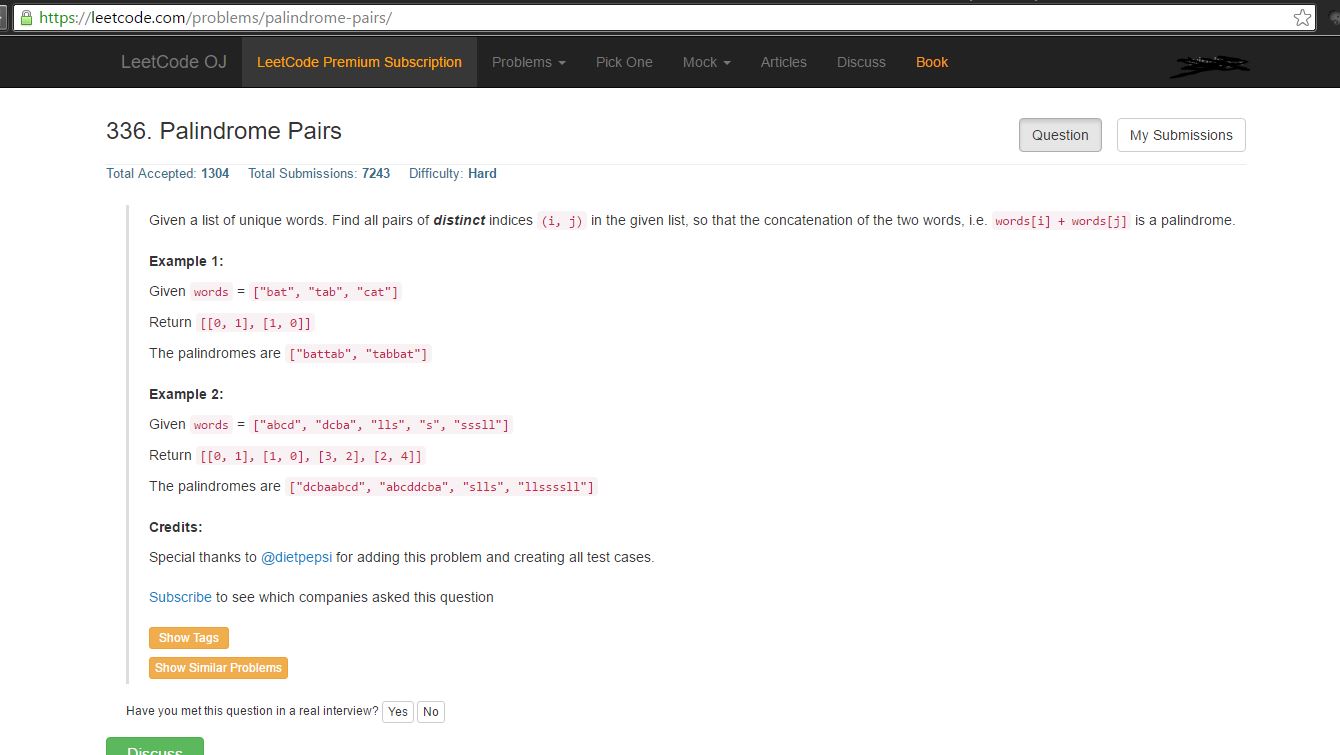 https://leetcode.com/problems/palindrome-pairs/
LeetCode OJ LeetCode Premium Subscription Problems Pick One Mock Articles Discuss Book
336. Palindrome Pairs Question My Submissions
Total Accepted: 1304 Total Submissions: 7243 Difficulty: Hard
Given a list of unique words. Find all pairs of distinct indices (i, j) in the given list, so that the concatenation of the two words, i.e. words[i] + words[j] is a palindrome.
Example 1:
Given words = ["bat", "tab", "cat"]
Return [[0, 1], [1, 0]]
The palindromes are ["battab", "tabbat"]
Example 2:
Given words = ["abcd", "dcba", "lls", "s", "sssll"]
Return [[0, 1], [1, 0], [3, 2], [2, 4]]
The palindromes are ["dcbaabcd", "abcddcba", "slls", "llssssll"]
Credits:
Special thanks to @dietpepsi for adding this problem and creating all test cases.
Subscribe to see which companies asked this question
Show Tags
Show Similar Problems
Have you met this question in a real interview? Yes No
Discuss